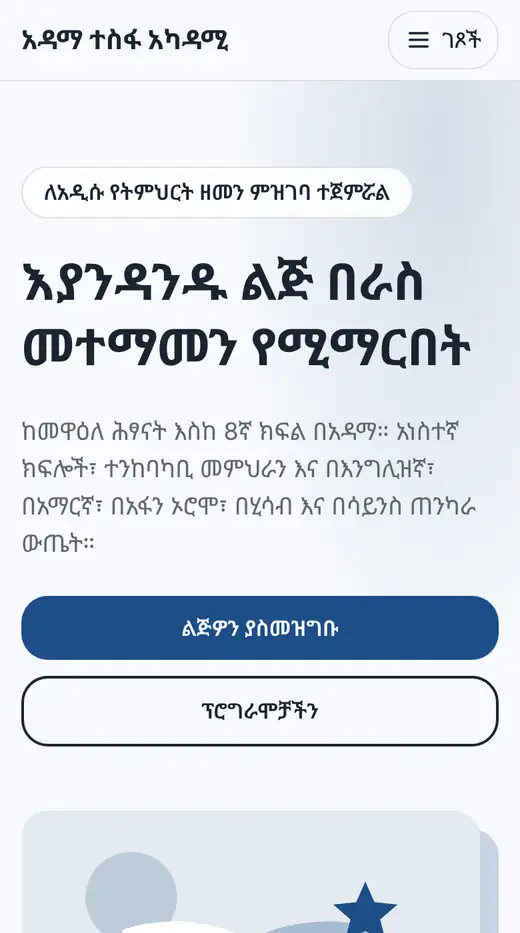 አዳማ ተስፋ አካዳሚ
ገጾች
ለአዲሱ የትምህርት ዘመን ምዝገባ ተጀምሯል
እያንዳንዱ ልጅ በራስ
መተማመን የሚማርበት
ከመዋዕለ ሕፃናት እስከ 8ኛ ክፍል በአዳማ። አነስተኛ
ክፍሎች፣ ተንከባካቢ መምህራን እና በእንግሊዝኛ፣
በአማርኛ፣ በአፋን ኦሮሞ፣ በሂሳብ እና በሳይንስ ጠንካራ
ውጤት።
ልጅዎን ያስመዝግቡ
ፕሮግራሞቻችን